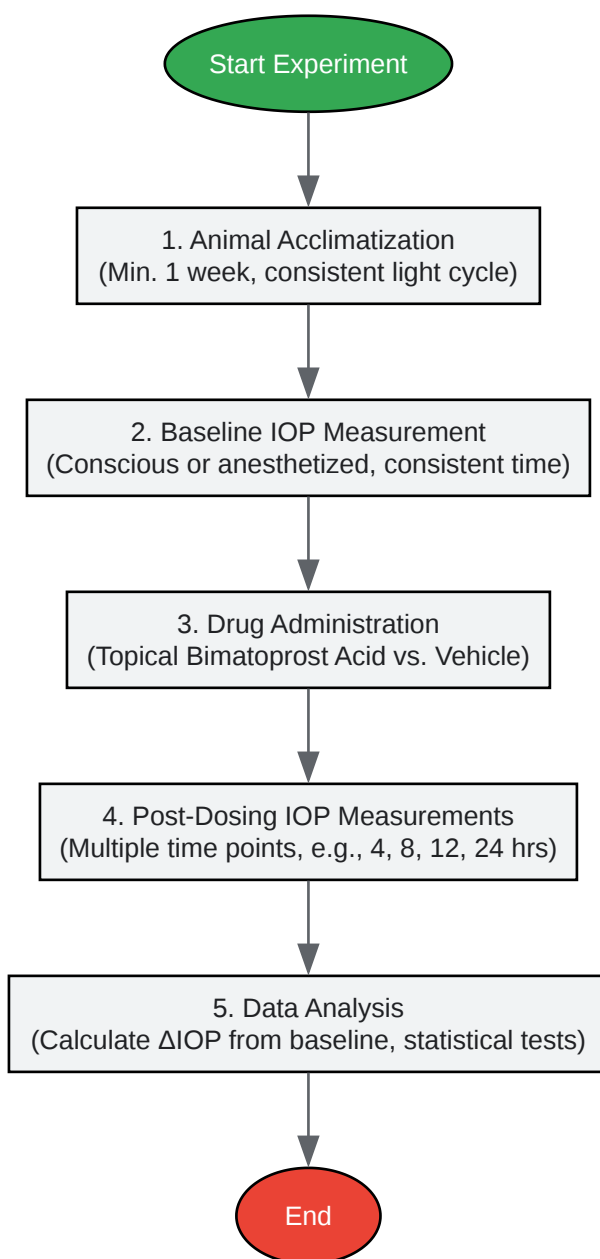 Start Experiment
1. Animal Acclimatization
(Min. 1 week, consistent light cycle)
2. Baseline IOP Measurement
(Conscious or anesthetized, consistent time)
3. Drug Administration
(Topical Bimatoprost Acid vs. Vehicle)
4. Post-Dosing IOP Measurements
(Multiple time points, e.g., 4, 8, 12, 24 hrs)
5. Data Analysis
(Calculate ΔIOP from baseline, statistical tests)
End